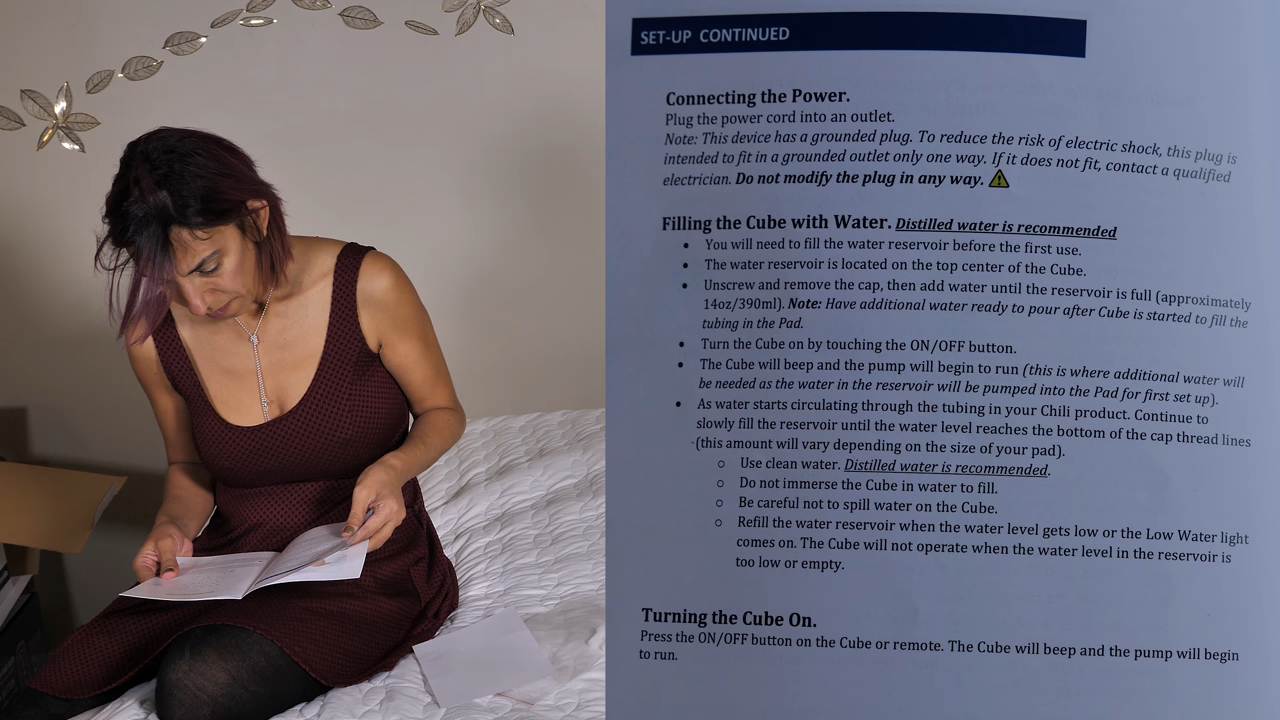 SET-UP CONTINUED
Connecting the Power.
Plug the power cord into an outlet.
Note: This device has a grounded plug. To reduce the risk of electric shock, this plug is
intended to fit in a grounded outlet only one way. If it does not fit, contact a qualified
electrician. Do not modify the plug in any way.
Filling the Cube with Water. Distilled water is recommended
• You will need to fill the water reservoir before the first use.
• The water reservoir is located on the top center of the Cube.
• Unscrew and remove the cap, then add water until the reservoir is full (approximately
14oz/390ml). Note: Have additional water ready to pour after Cube is started to fill the
tubing in the Pad.
• Turn the Cube on by touching the ON/OFF button.
• The Cube will beep and the pump will begin to run (this is where additional water will
be needed as the water in the reservoir will be pumped into the Pad for first set up).
• As water starts circulating through the tubing in your Chili product. Continue to
slowly fill the reservoir until the water level reaches the bottom of the cap thread lines
(this amount will vary depending on the size of your pad).
○ Use clean water. Distilled water is recommended.
○ Do not immerse the Cube in water to fill.
○ Be careful not to spill water on the Cube.
○ Refill the water reservoir when the water level gets low or the Low Water light
comes on. The Cube will not operate when the water level in the reservoir is
too low or empty.
Turning the Cube On.
Press the ON/OFF button on the Cube or remote. The Cube will beep and the pump will begin
to run.